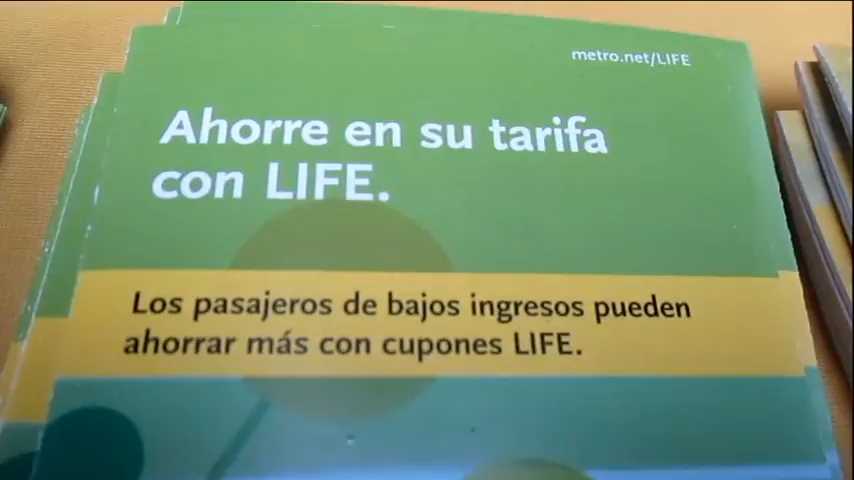 metro.net/LIFE
Ahorre en su tarifa
con LIFE.
Los pasajeros de bajos ingresos pueden
ahorrar más con cupones LIFE.